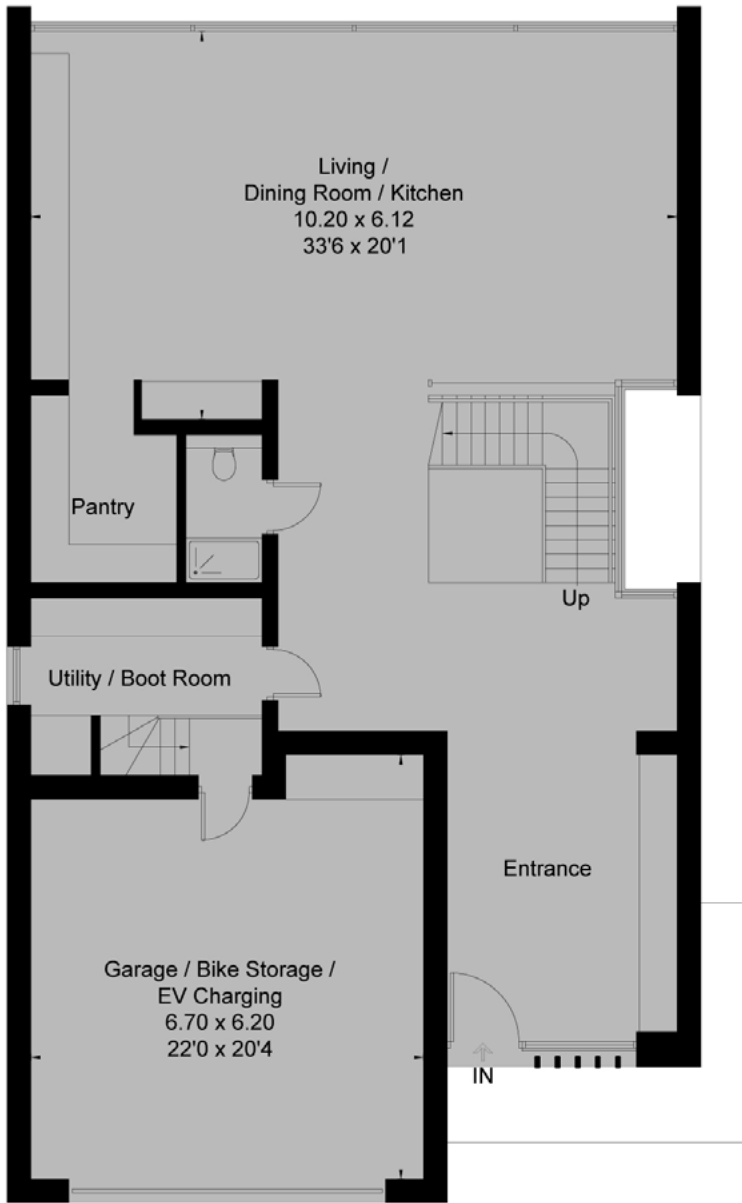 Living /
Dining Room / Kitchen
10.20 x 6.12
33'6 x 20'1
Pantry
Up
Utility / Boot Room
Entrance
Garage / Bike Storage /
EV Charging
6.70 x 6.20
22'0 x 20'4
IN